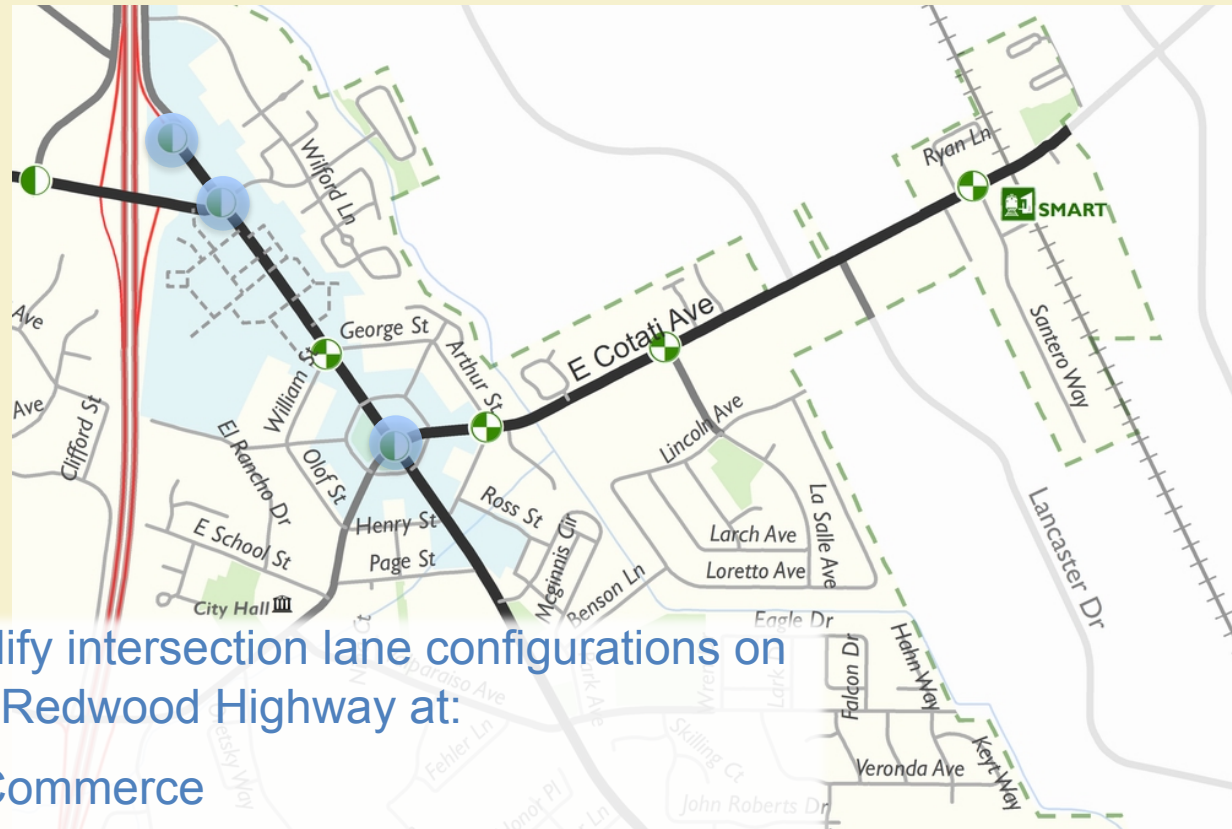 Wilford Ln
Ryan Ln
SMART
Ave
George St
Arthur St
E Cotati Ave
Santero Way
William St
Ave
Clifford St
El Rancho Dr
Olof St
Lincoln Ave
Ross St
La Salle Ave
Lancaster Dr
Henry St
E School St
Page St
Mcginnis Cir
Larch Ave
Loretto Ave
Benson Ln
City Hall
Eagle Dr
Hahn Way
Falcon Dr
lify intersection lane configurations on
Redwood Highway at:
Commerce
Fehler Ln
Skilling Ct
Veronda Ave
Keyt Way
John Roberts Dr